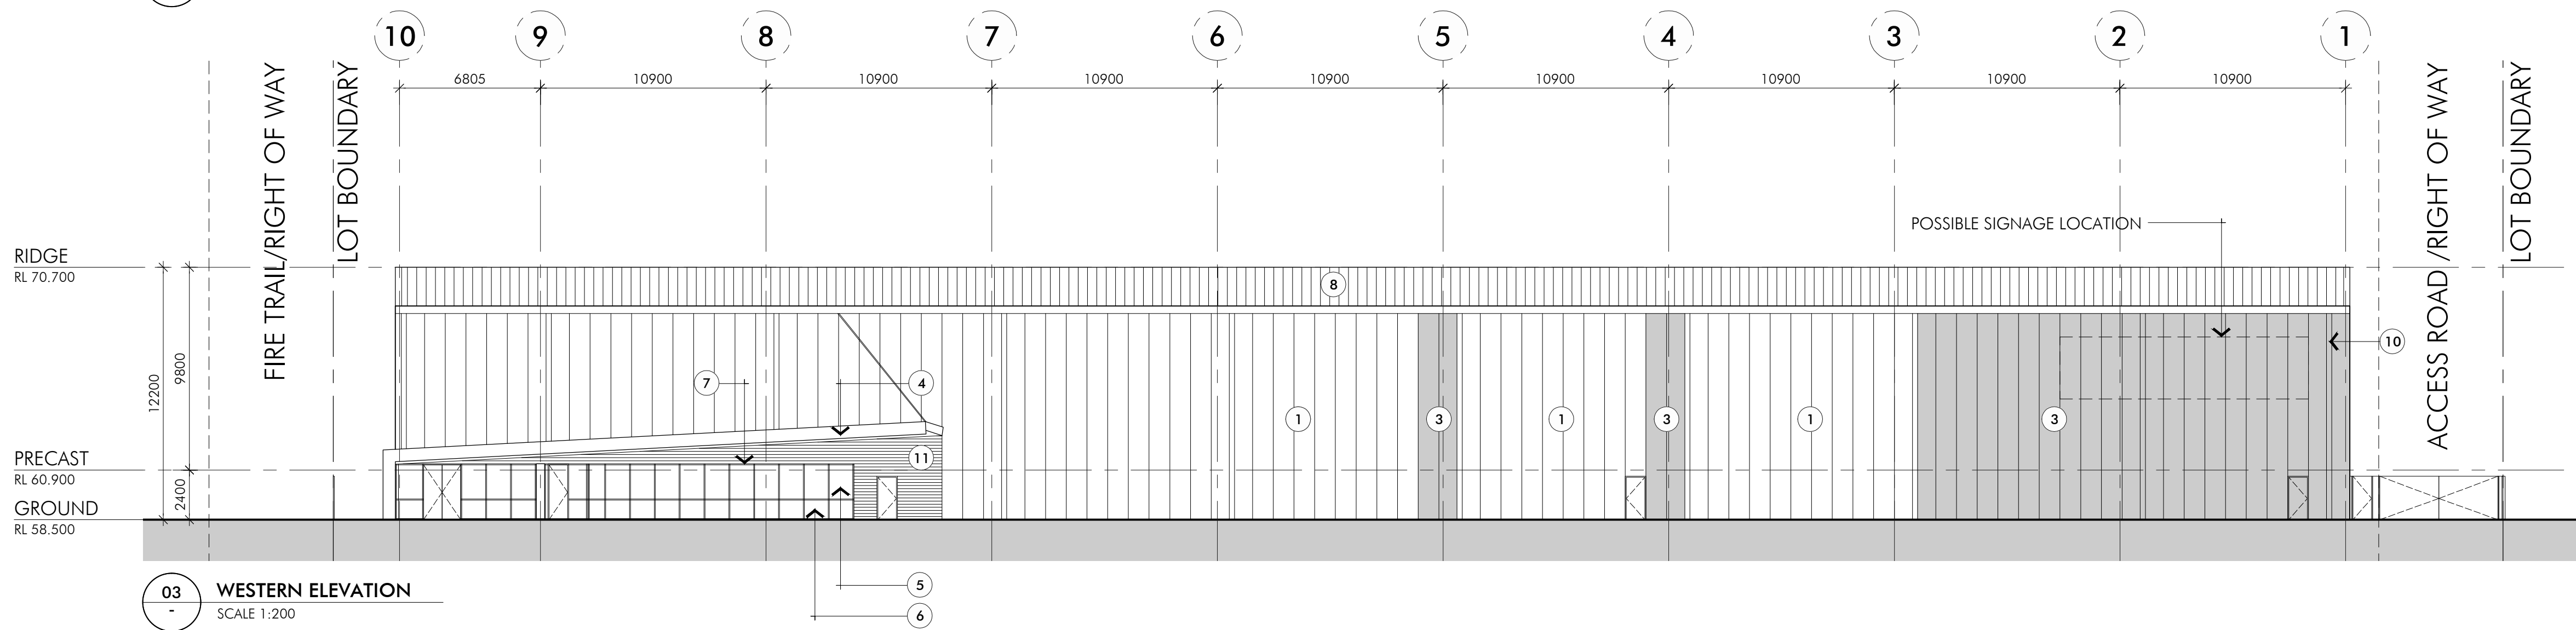 10 9 8 7 6 5 4 3 2 1
6805 10900 10900 10900 10900 10900 10900 10900 10900
FIRE TRAIL/RIGHT OF WAY
LOT BOUNDARY
ACCESS ROAD /RIGHT OF WAY
LOT BOUNDARY
POSSIBLE SIGNAGE LOCATION
RIDGE
RL 70.700
8
10
12200
9800
7
4
1 3 1 3 1 3
11
PRECAST
RL 60.900
2400
GROUND
RL 58.500
5
6
03
-
WESTERN ELEVATION
SCALE 1:200